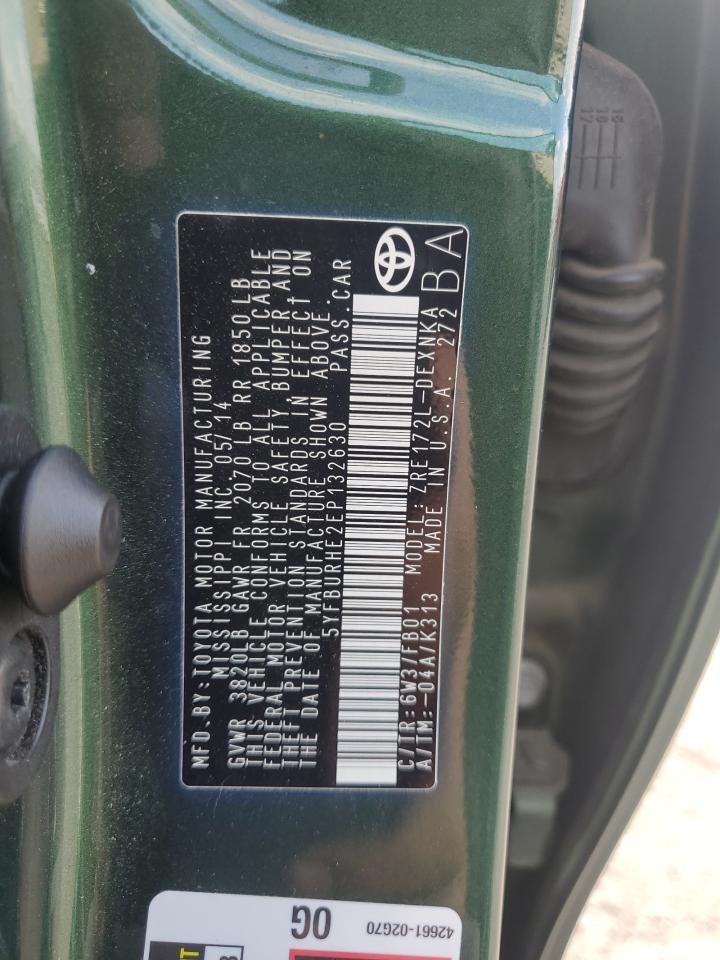 MFD.BY:TOYOTA MOTOR MANUFACTURING
MISSISSIPPI INC.05/14
GVWR 3820LB GAWR FR 2070 LB RR 1850 LB
THIS VEHICLE CONFORMS TO ALL APPLICABLE
FEDERAL MOTOR VEHICLE SAFETY, BUMPER AND
THEFT PREVENTION STANDARDS IN EFFECT ON
THE DATE OF MANUFACTURE SHOWN ABOVE
5YFBURHE2EP132630 PASS.CAR
C/TR:6W3/FB01 MODEL:ZRE172L-DEXNKA
A/TM:-04A/K313 MADE IN U.S.A. 272
BA
0G
42661-02G70
15
16
17